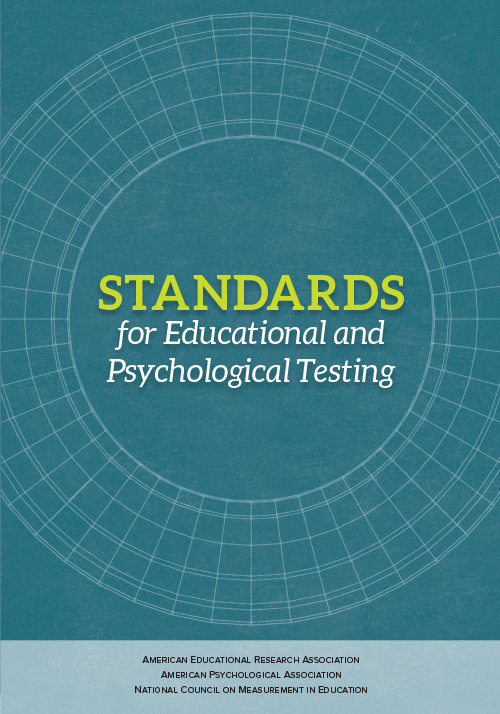 STANDARDS
for Educational and
Psychological Testing
American Educational Research Association
American Psychological Association
National Council on Measurement in Education